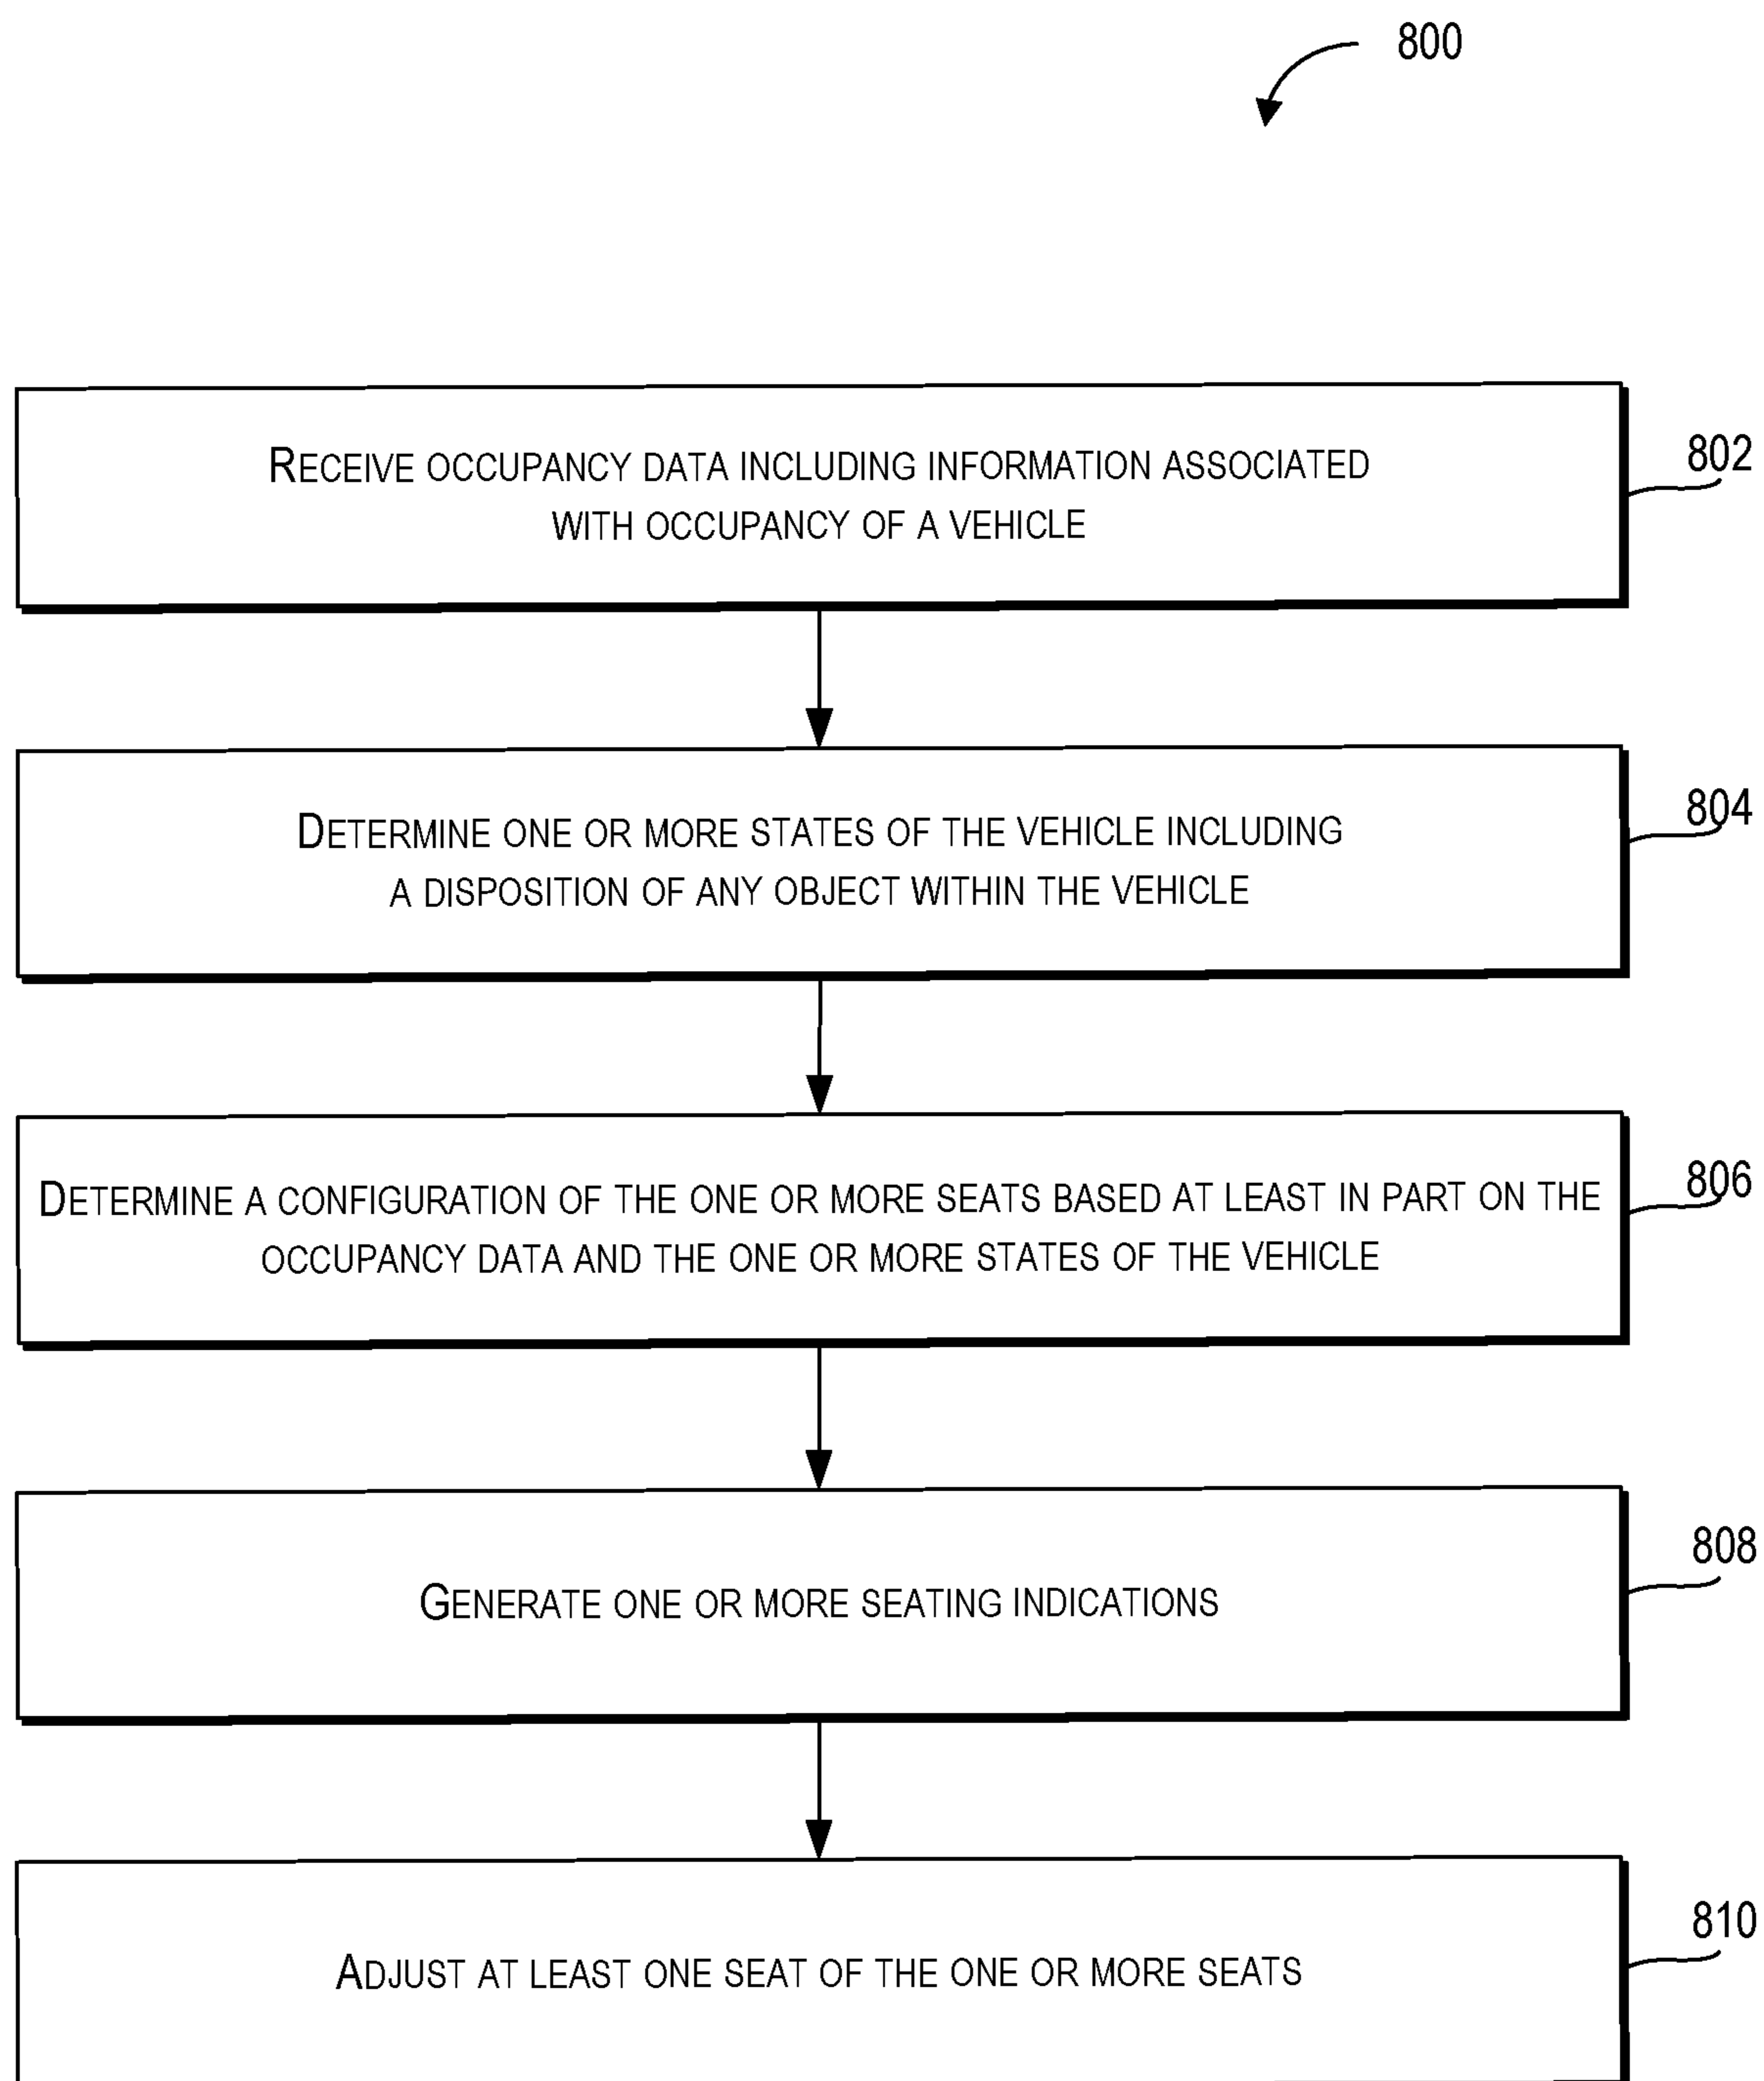 800
RECEIVE OCCUPANCY DATA INCLUDING INFORMATION ASSOCIATED
WITH OCCUPANCY OF A VEHICLE
802
DETERMINE ONE OR MORE STATES OF THE VEHICLE INCLUDING
A DISPOSITION OF ANY OBJECT WITHIN THE VEHICLE
804
DETERMINE A CONFIGURATION OF THE ONE OR MORE SEATS BASED AT LEAST IN PART ON THE
OCCUPANCY DATA AND THE ONE OR MORE STATES OF THE VEHICLE
806
GENERATE ONE OR MORE SEATING INDICATIONS
808
ADJUST AT LEAST ONE SEAT OF THE ONE OR MORE SEATS
810